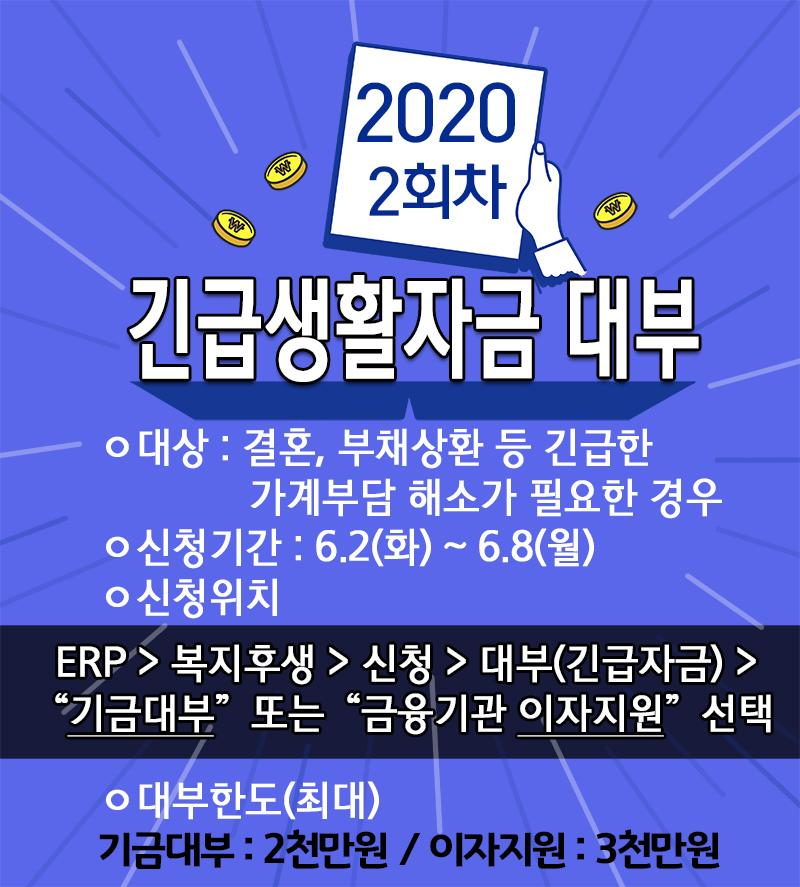 2020
2회차
긴급생활자금 대부
ㅇ대상 : 결혼, 부채상환 등 긴급한
가계부담 해소가 필요한 경우
ㅇ신청기간 : 6.2(화) ~ 6.8(월)
ㅇ신청위치
ERP > 복지후생 > 신청 > 대부(긴급자금) >
“기금대부” 또는 “금융기관 이자지원” 선택
ㅇ대부한도(최대)
기금대부 : 2천만원 / 이자지원 : 3천만원